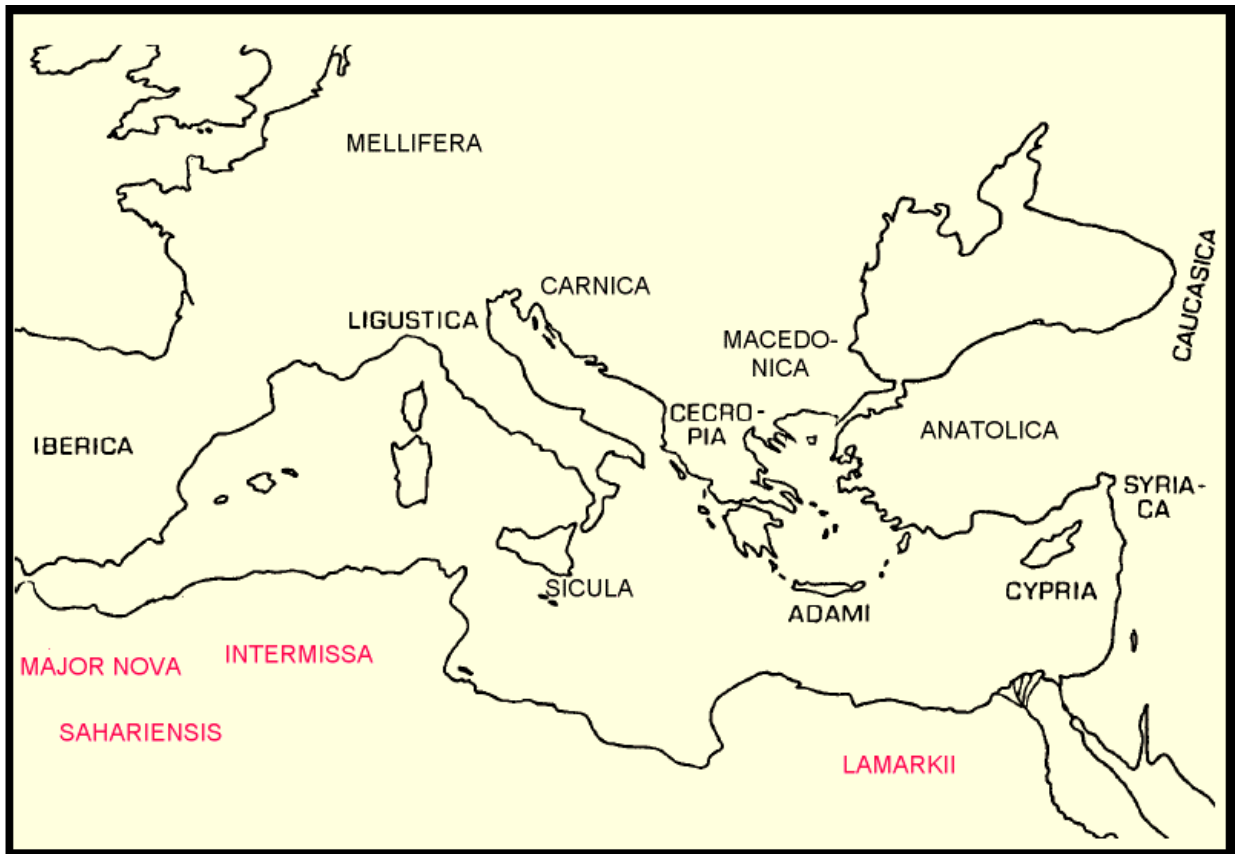 MELLIFERA
CARNICA
LIGUSTICA
CAUCASICA
MACEDO-
NICA
CECRO-
PIA
ANATOLICA
IBERICA
SYRIA-
CA
SICULA
CYPRIA
ADAMI
INTERMISSA
MAJOR NOVA
SAHARIENSIS
LAMARKII